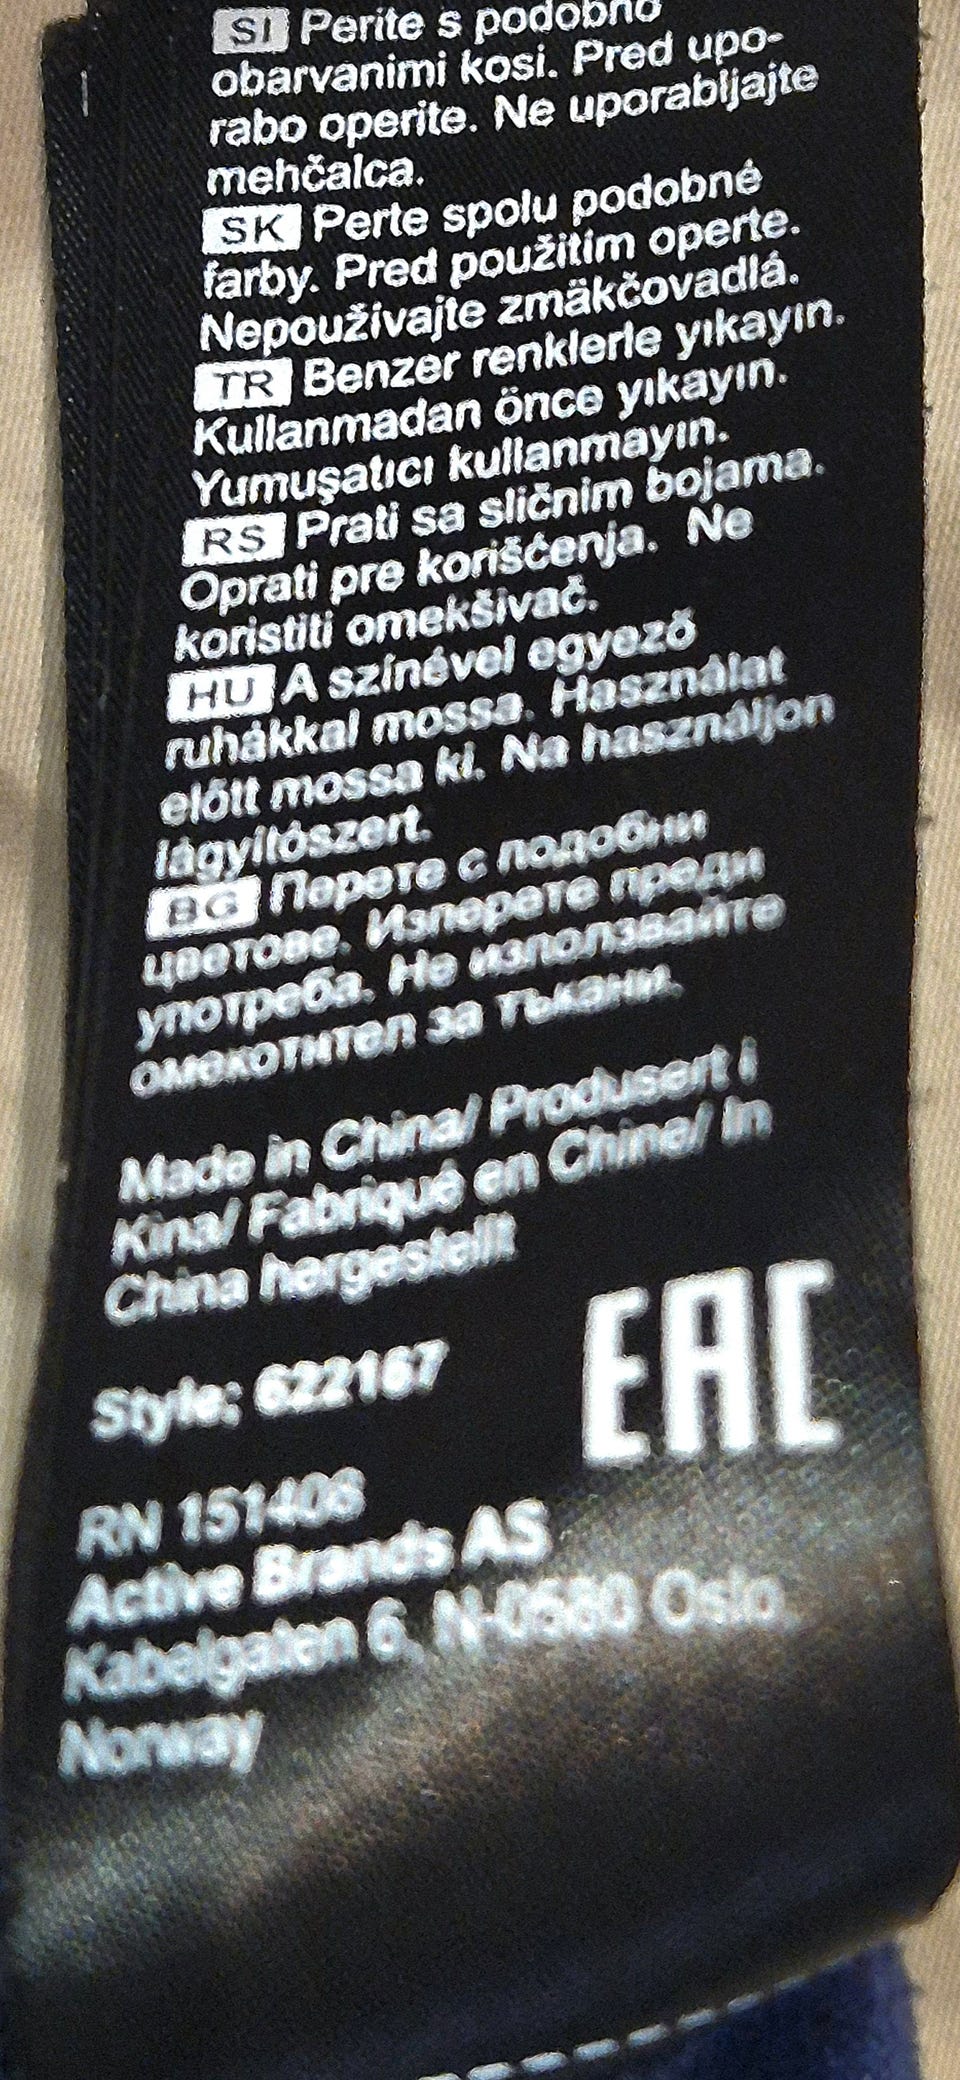 SI Perite s podobno
obarvanimi kosi. Pred upo-
rabo operite. Ne uporabljajte
mehčalca.
SK Perte spolu podobné
farby. Pred použitím operte.
Nepoužívajte zmäkčovadlá.
TR Benzer renklerle yıkayın.
Kullanmadan önce yıkayın.
Yumuşatıcı kullanmayın.
RS Prati sa sličnim bojama.
Oprati pre korišćenja. Ne
koristiti omekšivač.
HU A színével egyező
ruhákkal mossa. Használat
előtt mossa ki. Na használjon
lágyítószert.
BG Перете с подобни
цветове. Изперете преди
употреба. Не използвайте
омекотител за тъкани.
Made in China/ Produsert i
Kina/ Fabriqué en Chine/ In
China hergestellt
Style: 622167
EAC
RN 151408
Active Brands AS
Kabelgaten 6, N-0580 Oslo.
Norway